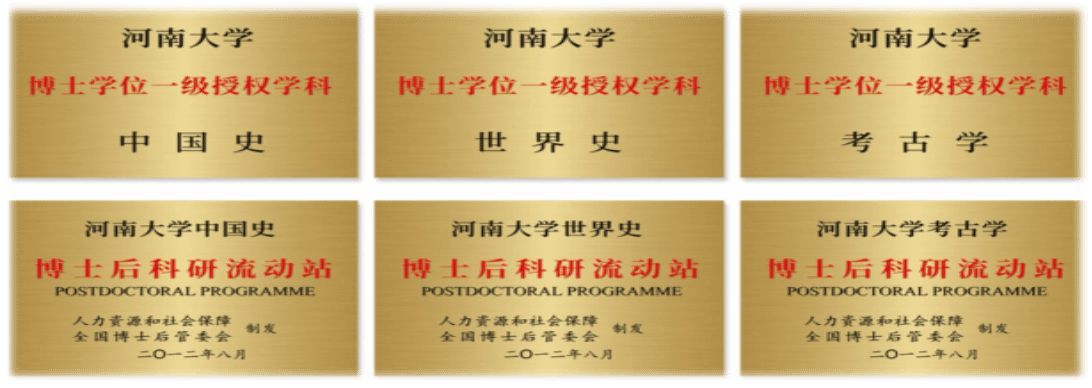 河南大学
博士学位一级授权学科
中国史
河南大学
博士学位一级授权学科
世界史
河南大学
博士学位一级授权学科
考古学
河南大学中国史
博士后科研流动站
POSTDOCTORAL PROGRAMME
人力资源和社会保障
全国博士后管委会
制发
二〇一二年八月
河南大学世界史
博士后科研流动站
POSTDOCTORAL PROGRAMME
人力资源和社会保障
全国博士后管委会
制发
二〇一二年八月
河南大学考古学
博士后科研流动站
POSTDOCTORAL PROGRAMME
人力资源和社会保障
全国博士后管委会
制发
二〇一二年八月